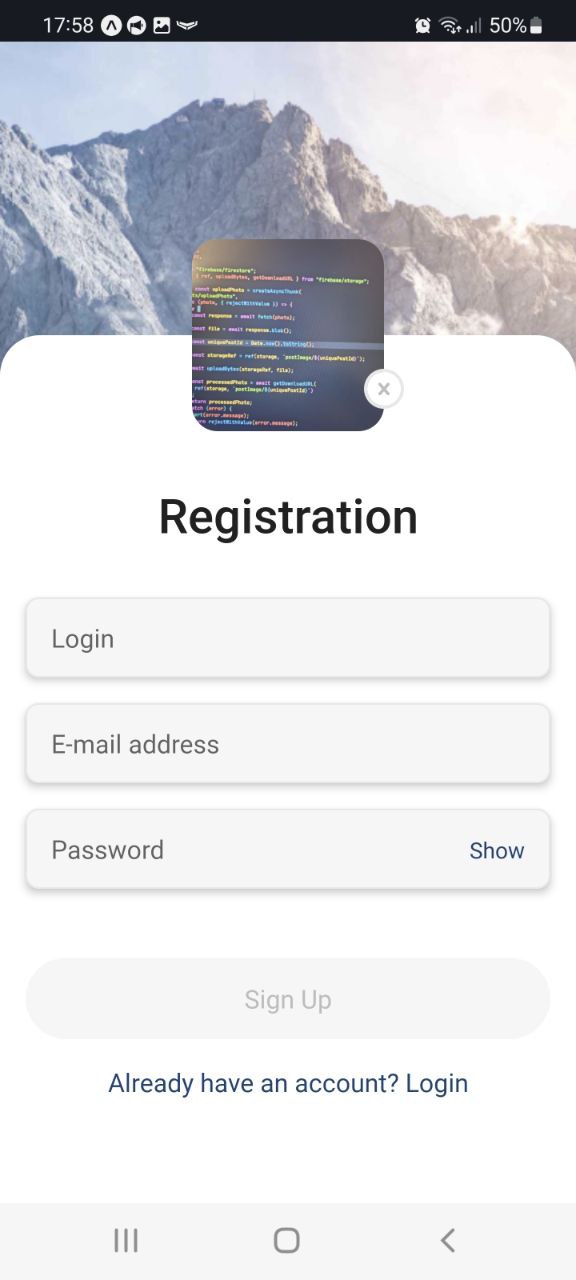 17:58
50%
"firebase/firestore";
{ ref, uploadBytes, getDownloadURL } from "firebase/storage";
const uploadPhoto = createAsyncThunk(
ts/uploadPhoto",
(photo, { rejectWithValue }) => {
const response = await fetch(photo);
const file = await response.blob();
const uniquePostId = Date.now().toString();
const storageRef = ref(storage, `postImage/${uniquePostId}`);
await uploadBytes(storageRef, file);
const processedPhoto = await getDownloadURL(
ref(storage, `postImage/${uniquePostId}`)
eturn processedPhoto;
tch (error) {
ert(error.message);
urn rejectWithValue(error.message);
Registration
Login
E-mail address
Password Show
Sign Up
Already have an account? Login